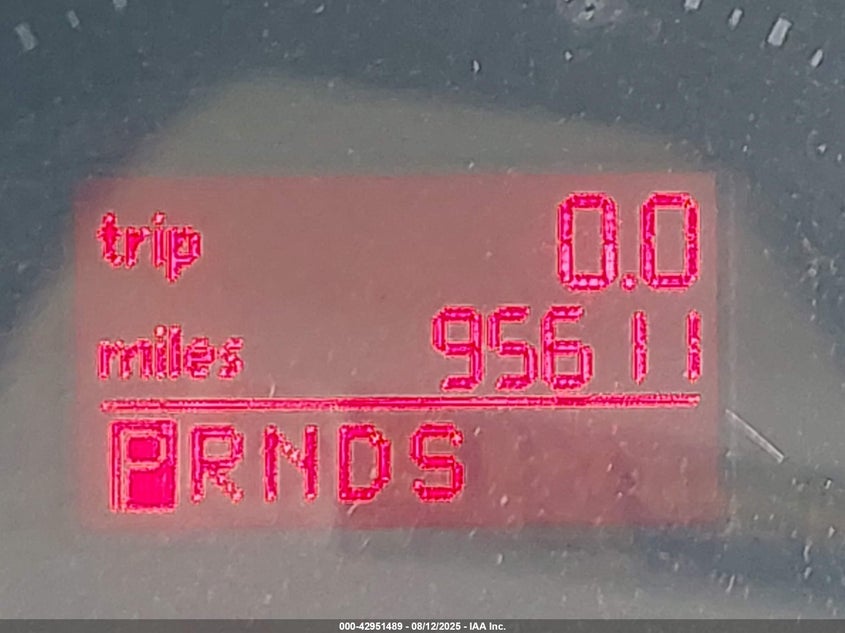 trip 0.0
miles 95611
PRNDS
000-42951489 - 08/12/2025 - IAA Inc.